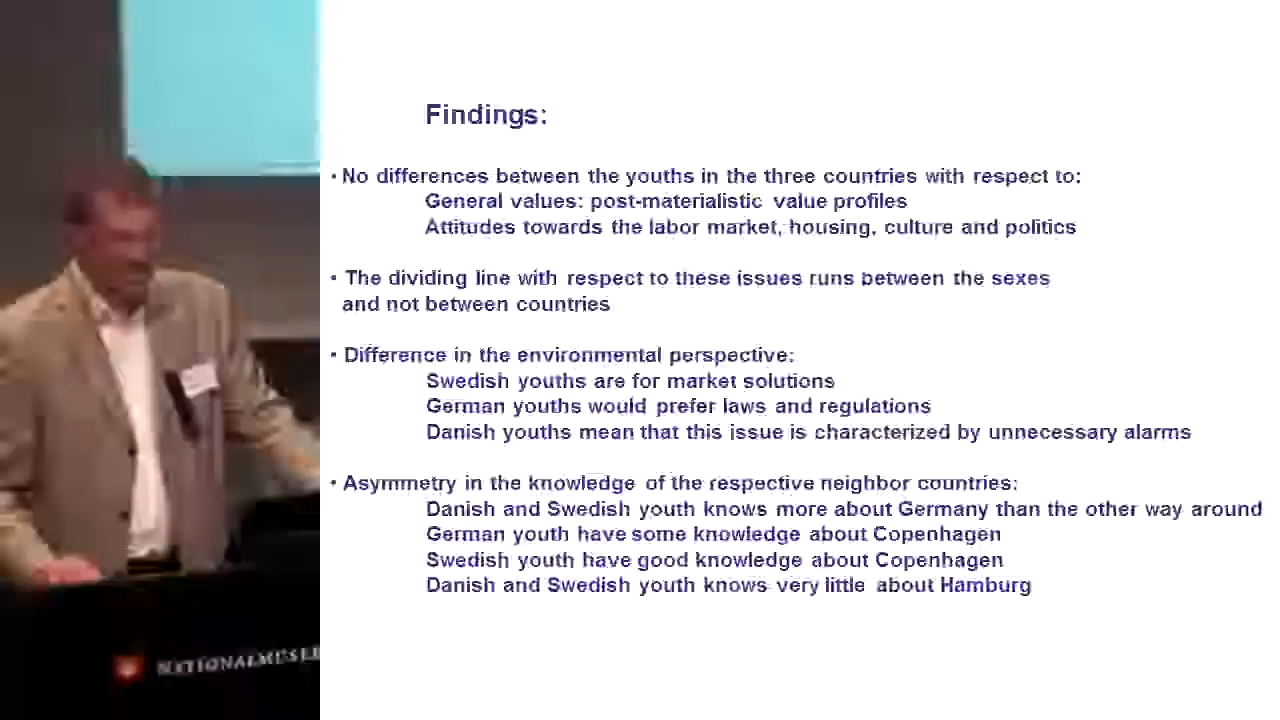 Findings:
· No differences between the youths in the three countries with respect to:
General values: post-materialistic value profiles
Attitudes towards the labor market, housing, culture and politics
· The dividing line with respect to these issues runs between the sexes
and not between countries
· Difference in the environmental perspective:
Swedish youths are for market solutions
German youths would prefer laws and regulations
Danish youths mean that this issue is characterized by unnecessary alarms
· Asymmetry in the knowledge of the respective neighbor countries:
Danish and Swedish youth knows more about Germany than the other way around
German youth have some knowledge about Copenhagen
Swedish youth have good knowledge about Copenhagen
Danish and Swedish youth knows very little about Hamburg
NATIONALMUSEE